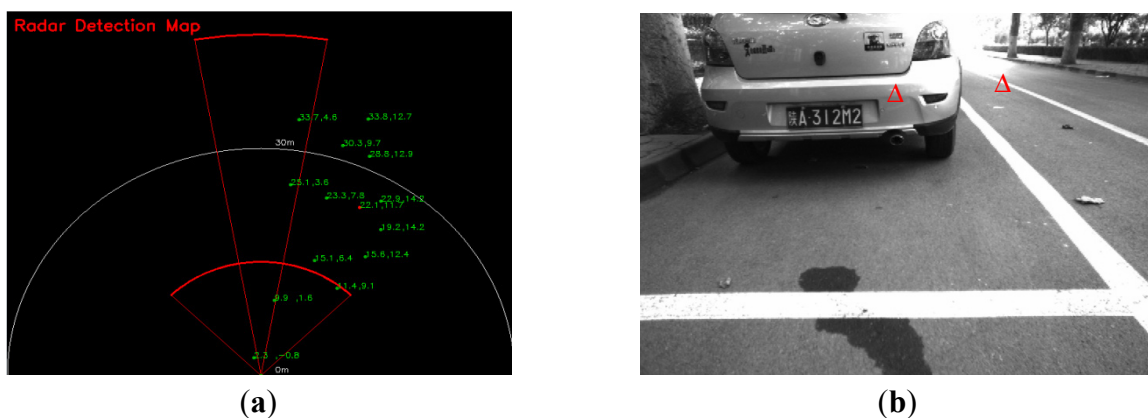 Radar Detection Map
33.7,4.6
33.8,12.7
30.3,9.7
30m
28.8,12.9
25.1,3.6
23.3,7.8
22.9,14.2
22.1,11.7
19.2,14.2
15.1,6.4
15.6,12.4
11.4,9.1
9.9 ,1.6
2.3 ,-0.8
0m
A·312M2
Δ Δ
(a)
(b)